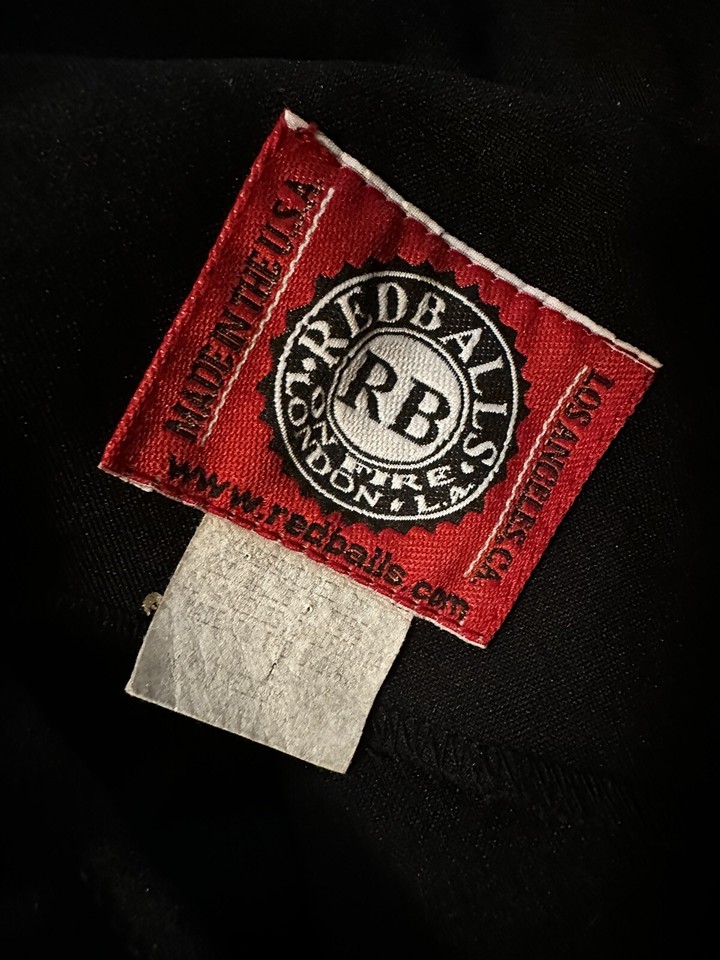 MADE IN THE U.S.A.
REDBALLS
RB
ON FIRE
LONDON • L.A.
LOS ANGELES, CA.
www.redballs.com